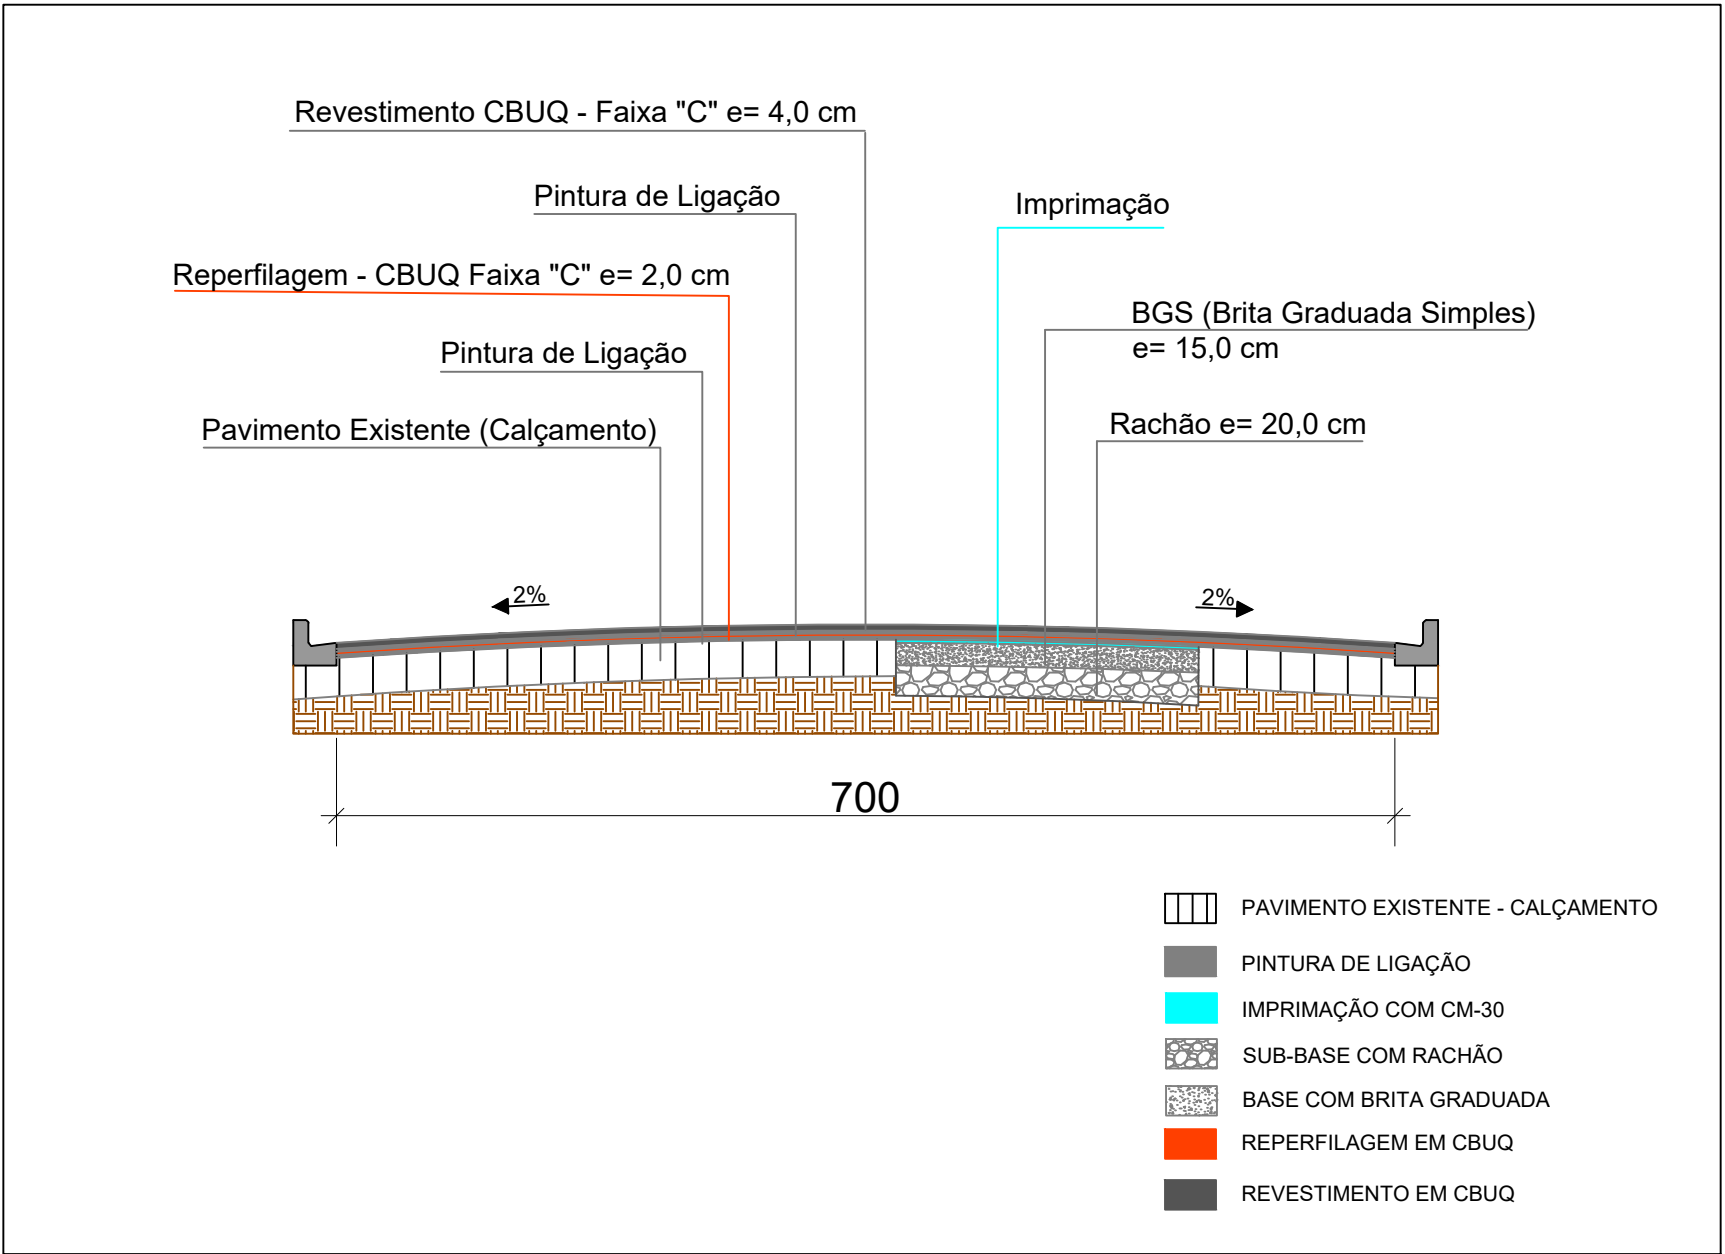 Revestimento CBUQ - Faixa "C" e= 4,0 cm
Pintura de Ligação
Imprimação
Reperfilagem - CBUQ Faixa "C" e= 2,0 cm
BGS (Brita Graduada Simples)
e= 15,0 cm
Pintura de Ligação
Pavimento Existente (Calçamento)
Rachão e= 20,0 cm
2%
2%
700
PAVIMENTO EXISTENTE - CALÇAMENTO
PINTURA DE LIGAÇÃO
IMPRIMAÇÃO COM CM-30
SUB-BASE COM RACHÃO
BASE COM BRITA GRADUADA
REPERFILAGEM EM CBUQ
REVESTIMENTO EM CBUQ